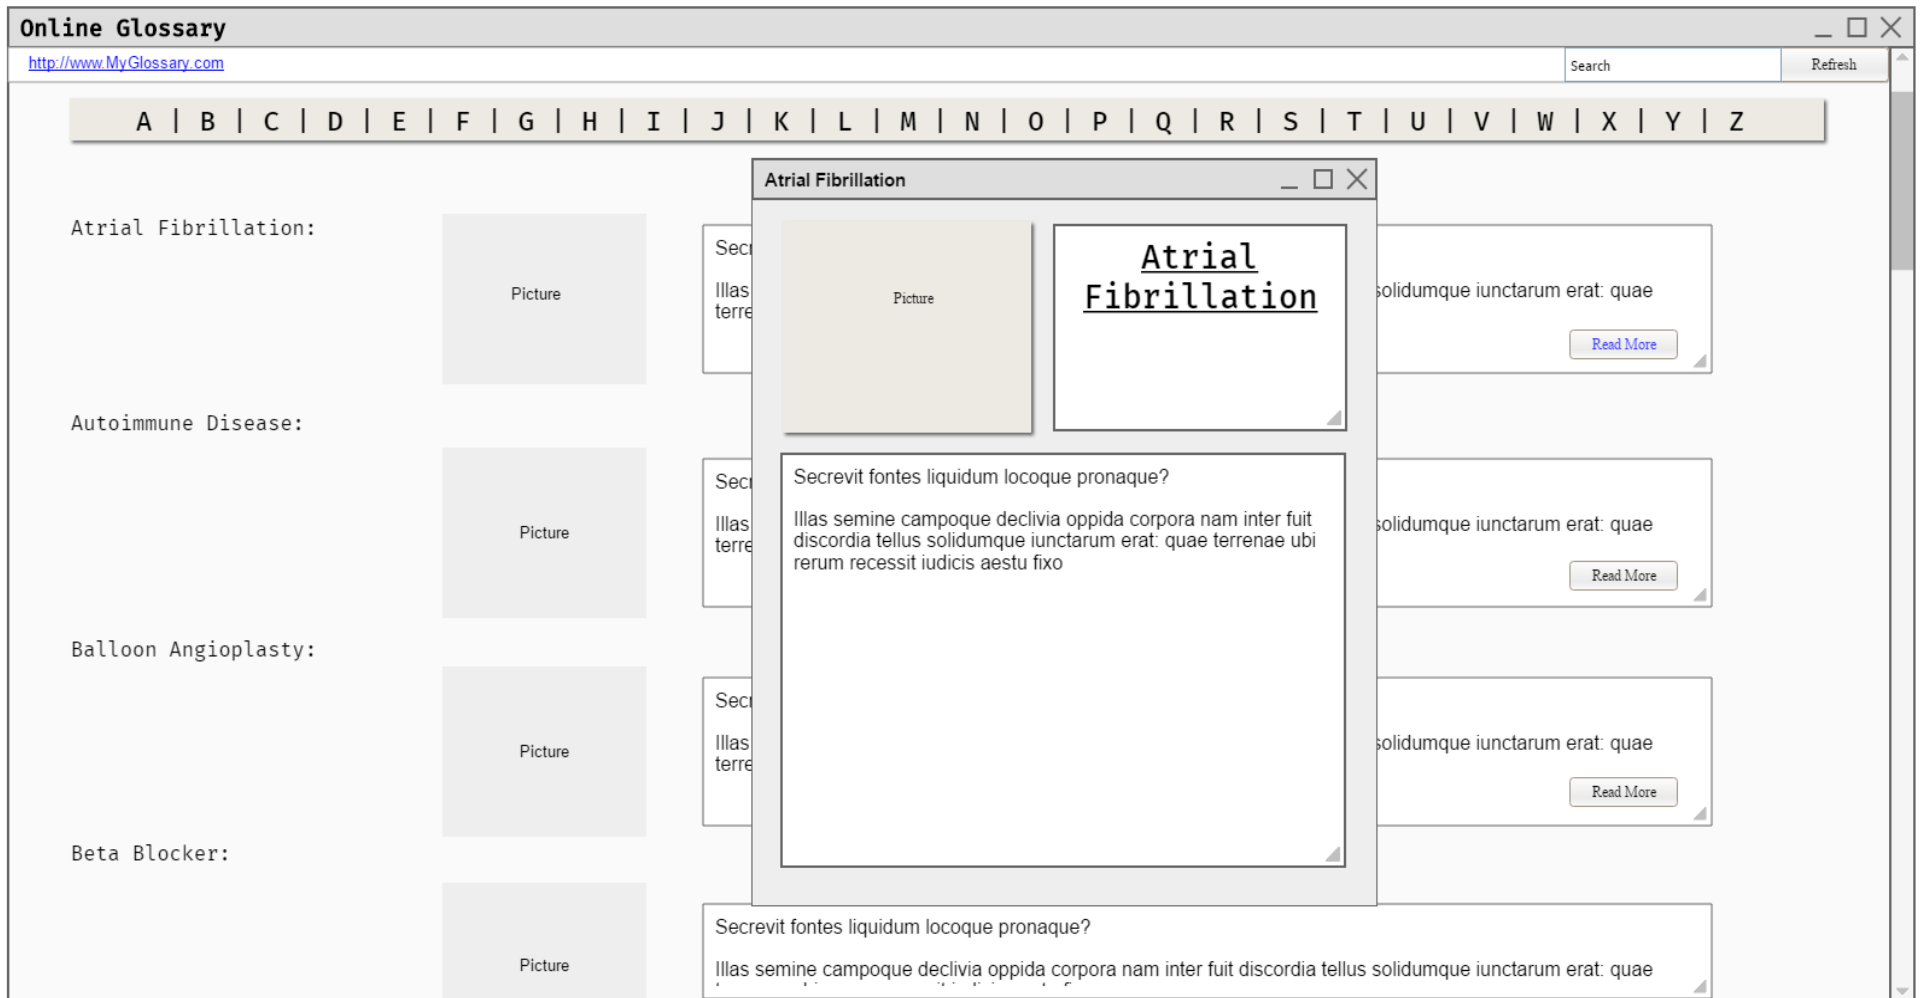 Online Glossary
http://www.MyGlossary.com
Search
Refresh
A | B | C | D | E | F | G | H | I | J | K | L | M | N | O | P | Q | R | S | T | U | V | W | X | Y | Z
Atrial Fibrillation
Picture
Atrial
Fibrillation
Secrevit fontes liquidum locoque pronaque?
Illas semine campoque declivia oppida corpora nam inter fuit
discordia tellus solidumque iunctarum erat: quae terrenae ubi
rerum recessit iudicis aestu fixo
Atrial Fibrillation:
Picture
Illas
solidumque iunctarum erat: quae
Read More
Autoimmune Disease:
Picture
Illas
solidumque iunctarum erat: quae
Read More
Balloon Angioplasty:
Picture
Illas
solidumque iunctarum erat: quae
Read More
Beta Blocker:
Picture
Secrevit fontes liquidum locoque pronaque?
Illas semine campoque declivia oppida corpora nam inter fuit discordia tellus solidumque iunctarum erat: quae